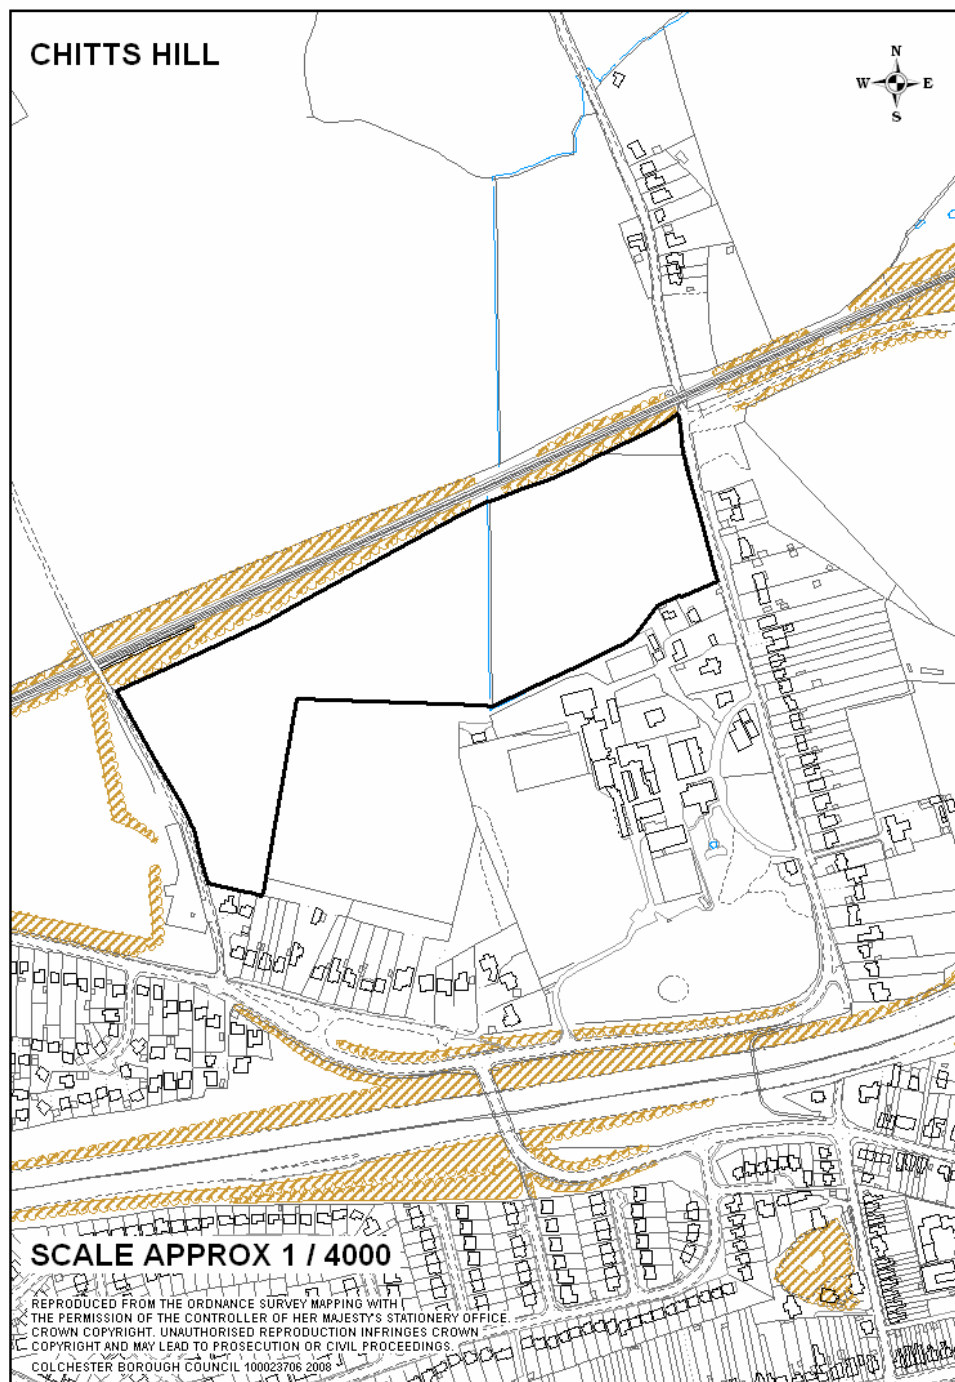 CHITTS HILL
N
W E
S
SCALE APPROX 1 / 4000
REPRODUCED FROM THE ORDNANCE SURVEY MAPPING WITH
THE PERMISSION OF THE CONTROLLER OF HER MAJESTY'S STATIONERY OFFICE.
CROWN COPYRIGHT. UNAUTHORISED REPRODUCTION INFRINGES CROWN
COPYRIGHT AND MAY LEAD TO PROSECUTION OR CIVIL PROCEEDINGS.
COLCHESTER BOROUGH COUNCIL 100023706 2008